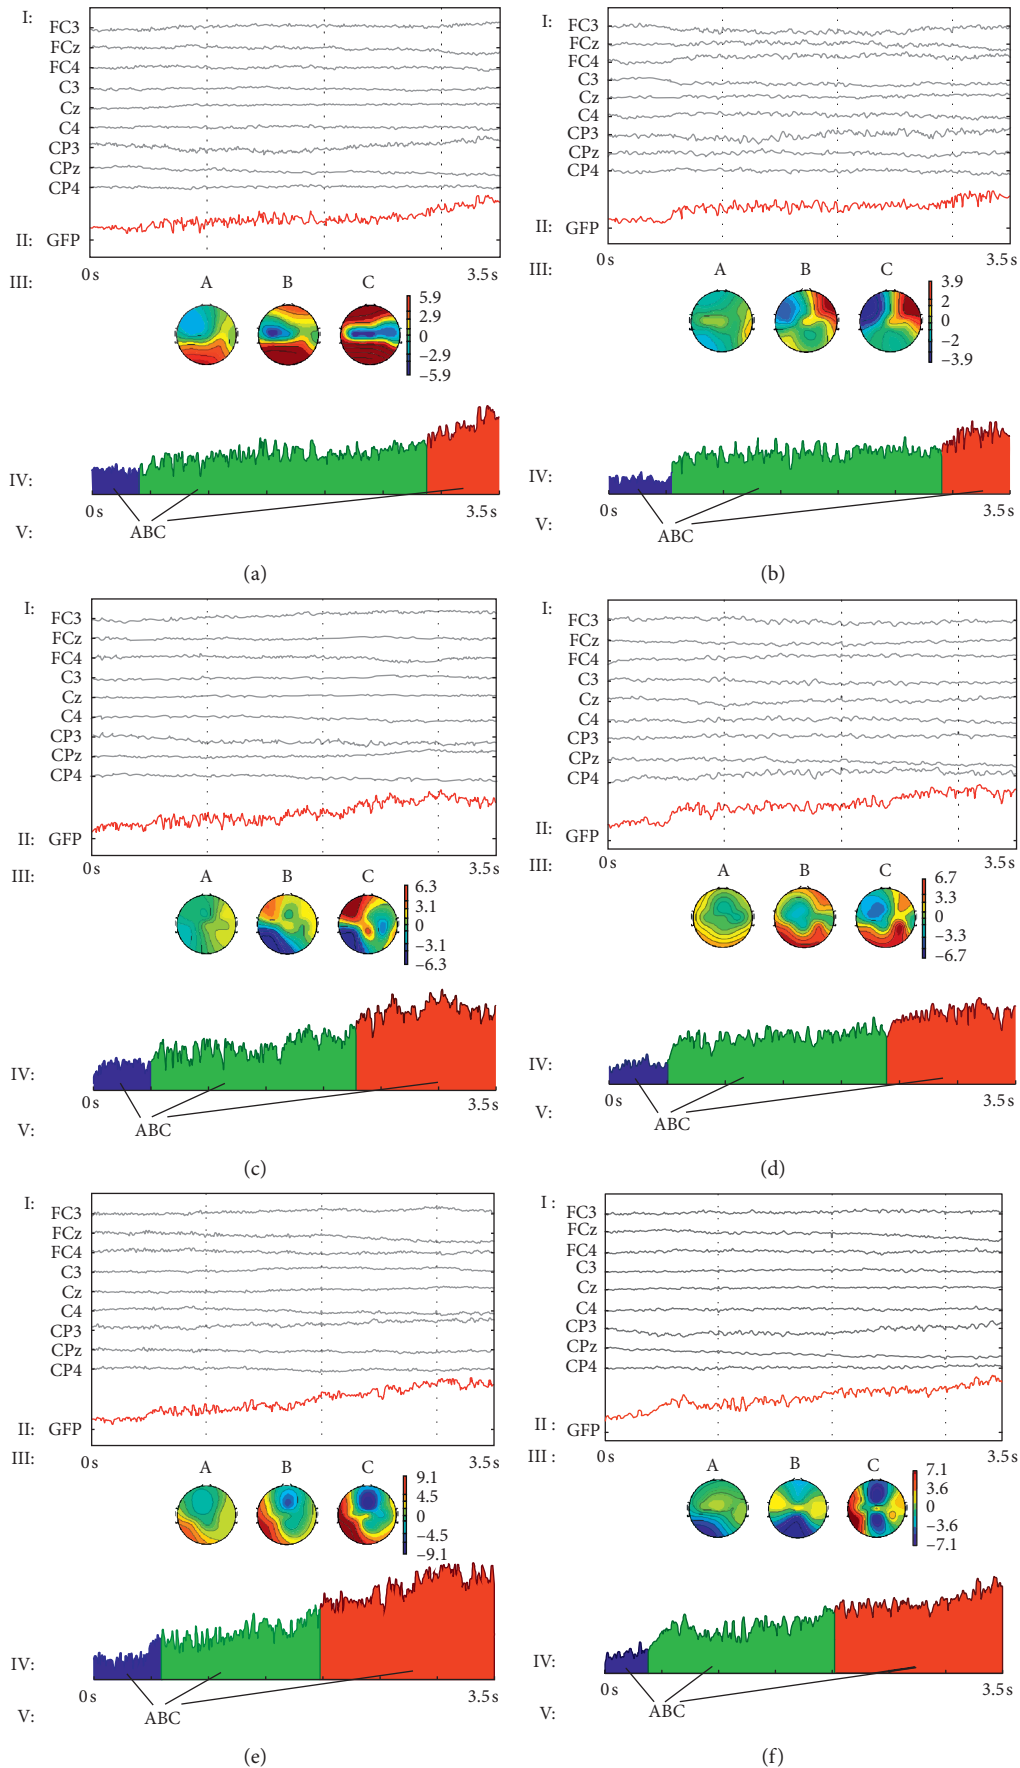 I:
FC3
FCz
FC4
C3
Cz
C4
CP3
CPz
CP4
II: GFP
0 s 3.5 s
III:
A B C
5.9
2.9
0
−2.9
−5.9
IV:
0 s 3.5 s
V:
ABC
(a)
I:
FC3
FCz
FC4
C3
Cz
C4
CP3
CPz
CP4
II: GFP
0 s 3.5 s
III:
A B C
3.9
2
0
−2
−3.9
IV:
0 s 3.5 s
V:
ABC
(b)
I:
FC3
FCz
FC4
C3
Cz
C4
CP3
CPz
CP4
II: GFP
0 s 3.5 s
III:
A B C
6.3
3.1
0
−3.1
−6.3
IV:
0 s 3.5 s
V:
ABC
(c)
I:
FC3
FCz
FC4
C3
Cz
C4
CP3
CPz
CP4
II:
GFP
0 s 3.5 s
III:
A B C
6.7
3.3
0
−3.3
−6.7
IV:
0 s 3.5 s
V:
ABC
(d)
I:
FC3
FCz
FC4
C3
Cz
C4
CP3
CPz
CP4
II: GFP
0 s 3.5 s
III:
A B C
9.1
4.5
0
−4.5
−9.1
IV:
0 s 3.5 s
V:
ABC
(e)
I :
FC3
FCz
FC4
C3
Cz
C4
CP3
CPz
CP4
II : GFP
0 s 3.5 s
III :
A B C
7.1
3.6
0
−3.6
−7.1
IV:
0 s 3.5 s
V:
ABC
(f)